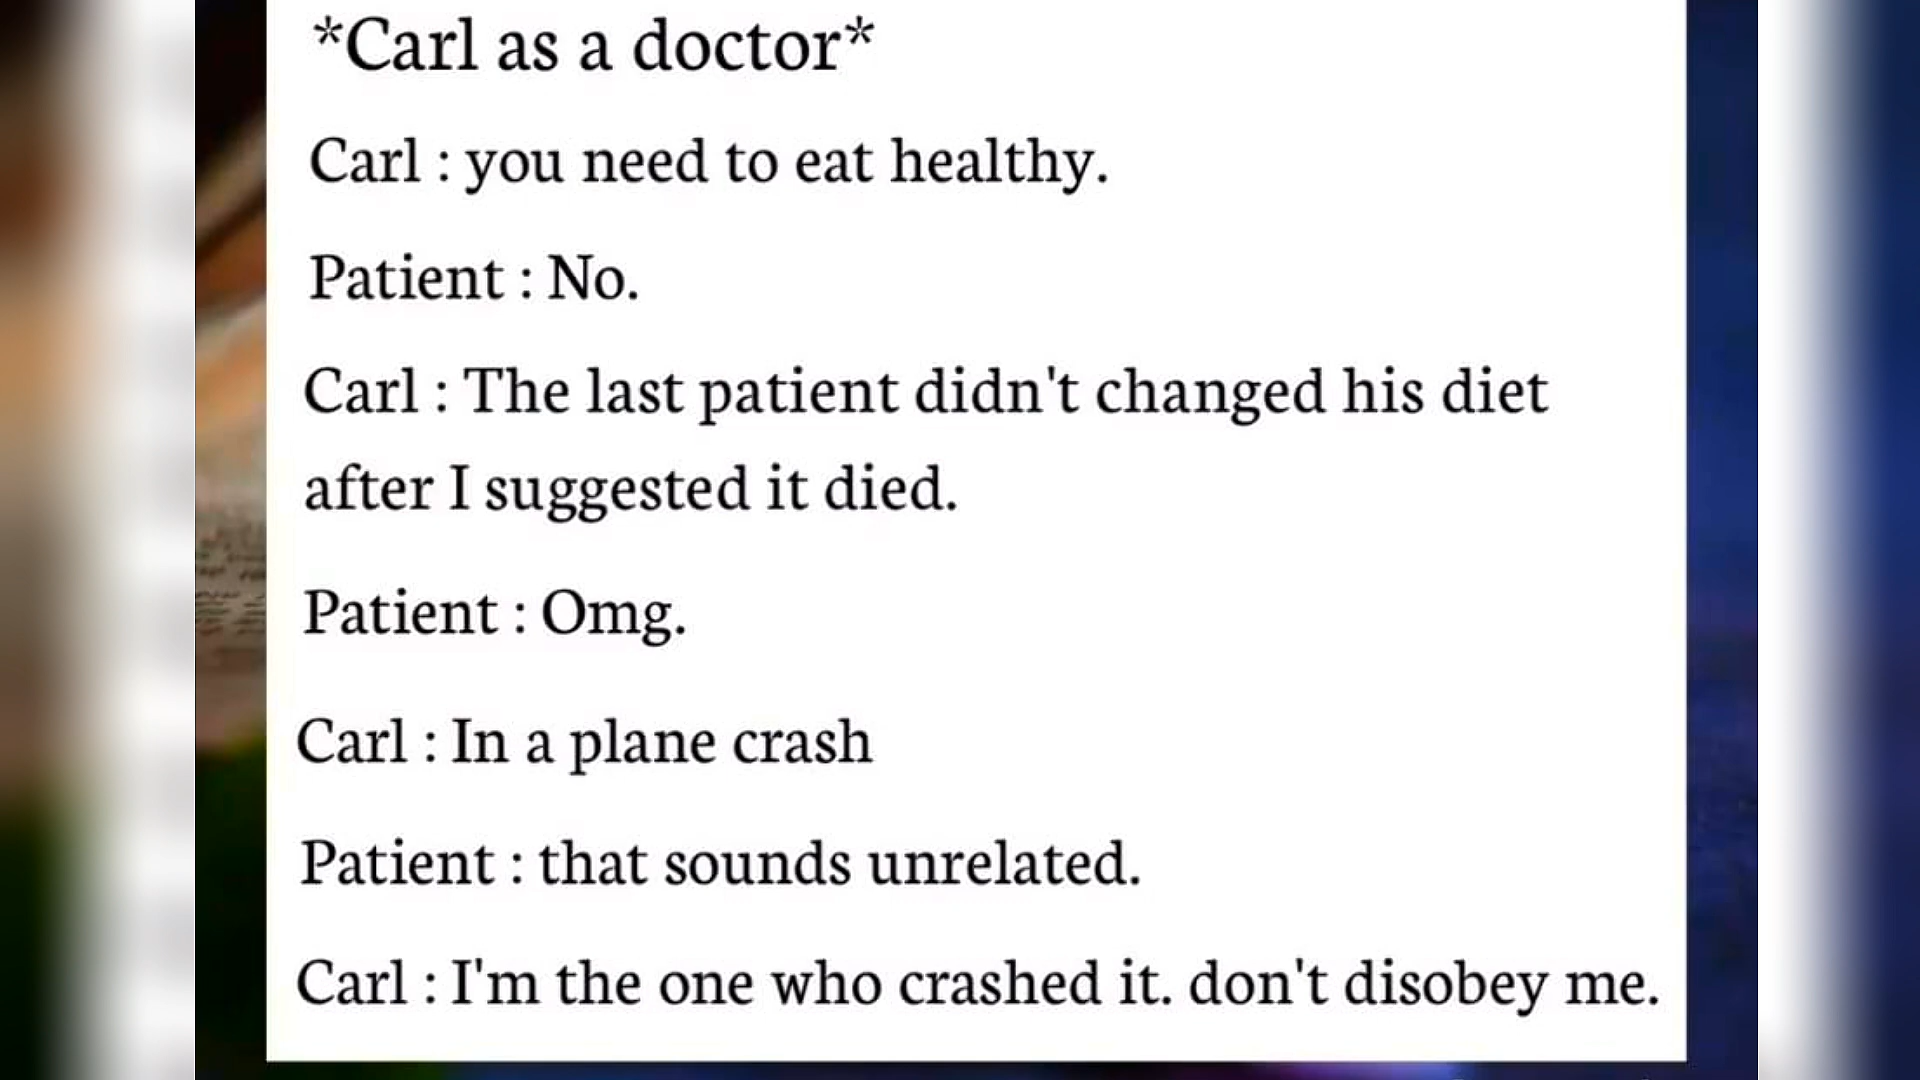 *Carl as a doctor*
Carl : you need to eat healthy.
Patient : No.
Carl : The last patient didn't changed his diet
after I suggested it died.
Patient : Omg.
Carl : In a plane crash
Patient : that sounds unrelated.
Carl : I'm the one who crashed it. don't disobey me.